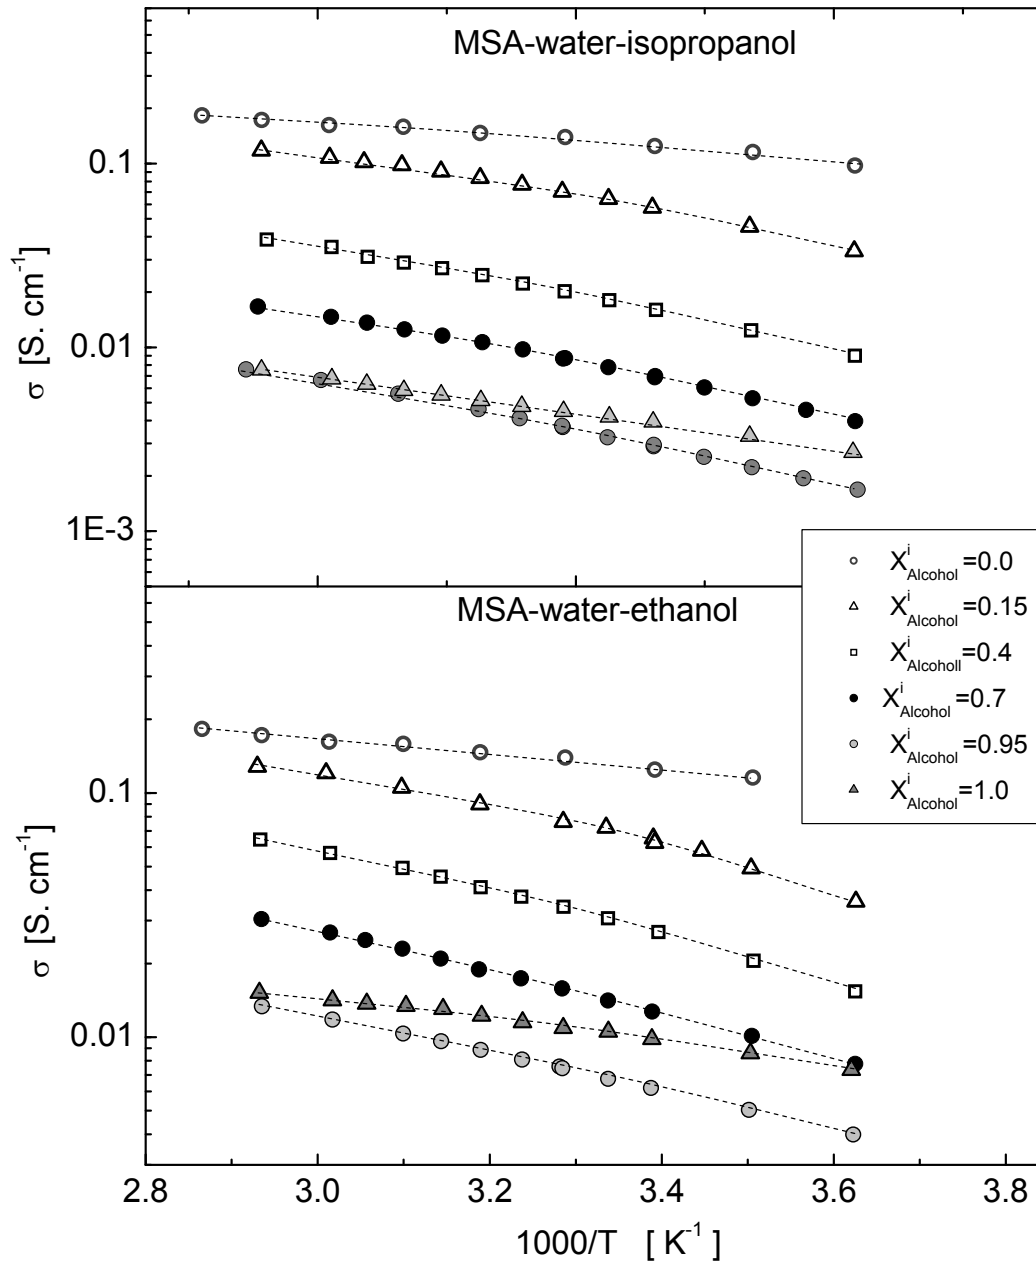 MSA-water-isopropanol
0.1
0.01
1E-3
σ [S. cm⁻¹]
X^i_Alcohol=0.0
X^i_Alcohol=0.15
X^i_Alcoholl=0.4
X^i_Alcohol=0.7
X^i_Alcohol=0.95
X^i_Alcohol=1.0
MSA-water-ethanol
0.1
0.01
σ [S. cm⁻¹]
2.8 3.0 3.2 3.4 3.6 3.8
1000/T [ K⁻¹ ]